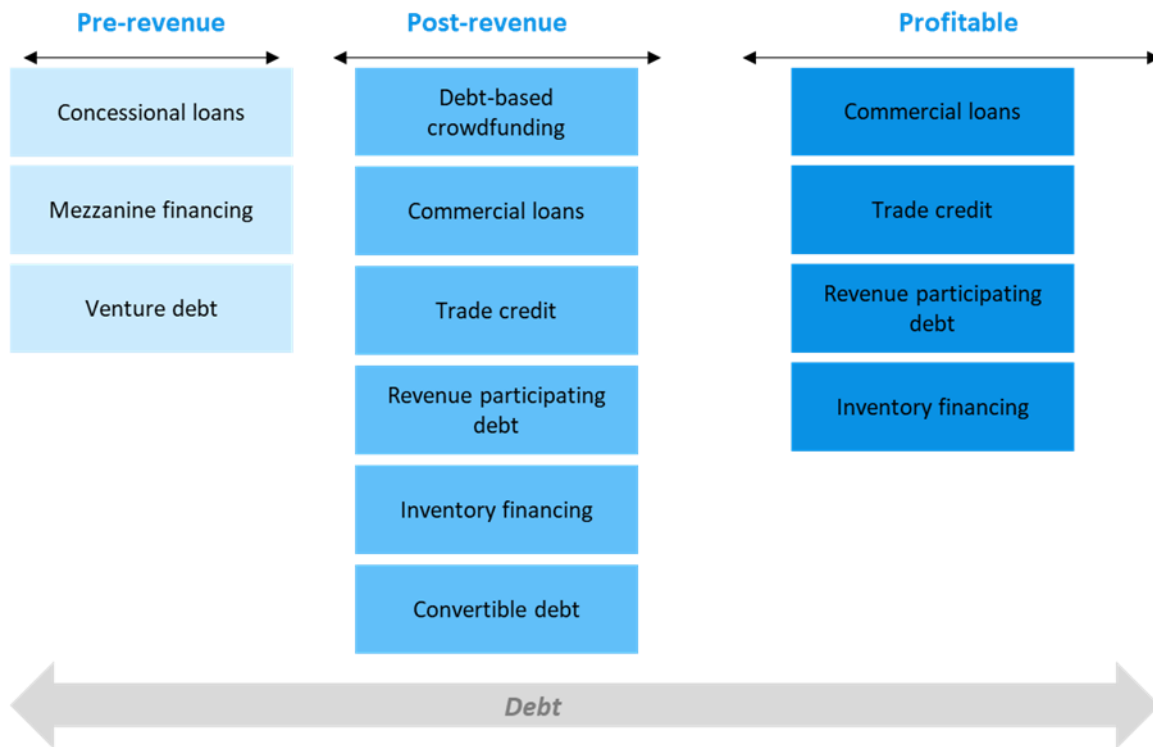 Pre-revenue
Post-revenue
Profitable
Concessional loans
Mezzanine financing
Venture debt
Debt-based
crowdfunding
Commercial loans
Trade credit
Revenue participating
debt
Inventory financing
Convertible debt
Commercial loans
Trade credit
Revenue participating
debt
Inventory financing
Debt